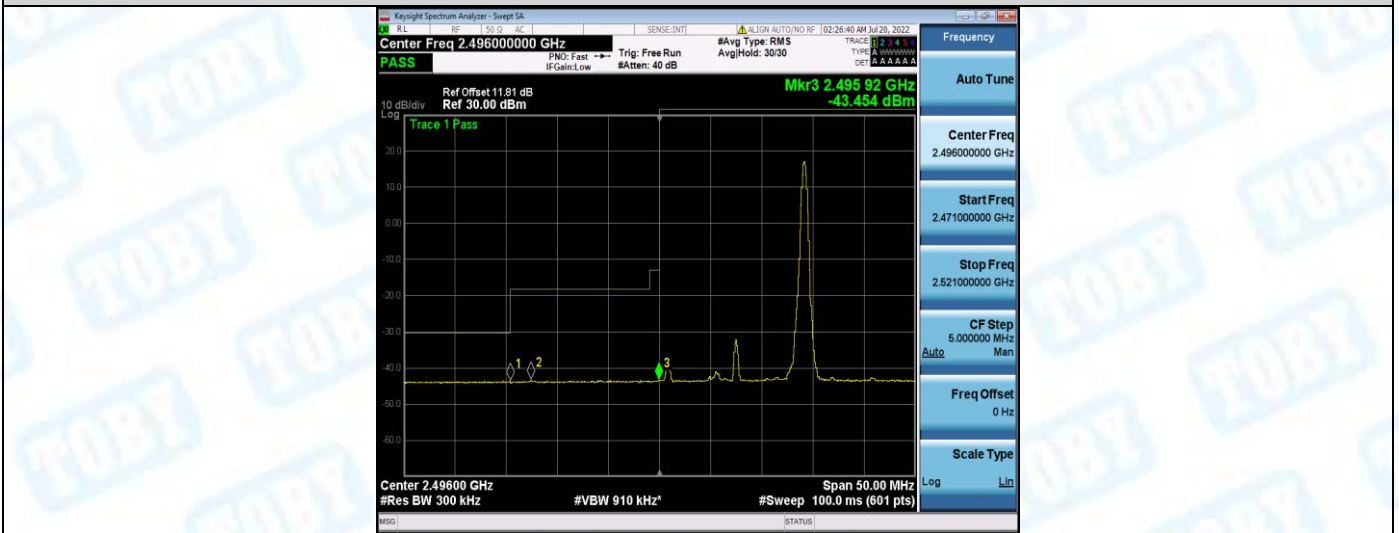 Keysight Spectrum Analyzer - Swept SA
RL RF 50 Ω AC SENSE:INT ALIGN AUTO/NO RF 02:26:40 AM Jul 20, 2022
Center Freq 2.496000000 GHz
#Avg Type: RMS
TRACE 1 2 3 4 5 6
PASS
PNO: Fast
Trig: Free Run
Avg|Hold: 30/30
TYPE A WWWWW
IFGain:Low
#Atten: 40 dB
DET A A A A A A
Mkr3 2.495 92 GHz
-43.454 dBm
Ref Offset 11.81 dB
10 dB/div Ref 30.00 dBm
Log
Trace 1 Pass
20.0
10.0
0.00
-10.0
-20.0
-30.0
-40.0
-50.0
-60.0
1
2
3
Center 2.49600 GHz Span 50.00 MHz
#Res BW 300 kHz #VBW 910 kHz* #Sweep 100.0 ms (601 pts)
MSG STATUS
Frequency
Auto Tune
Center Freq
2.496000000 GHz
Start Freq
2.471000000 GHz
Stop Freq
2.521000000 GHz
CF Step
5.000000 MHz
Auto Man
Freq Offset
0 Hz
Scale Type
Log Lin
TOBY
TOBY
TOBY
TOBY
TOBY
TOBY
TOBY
TOBY